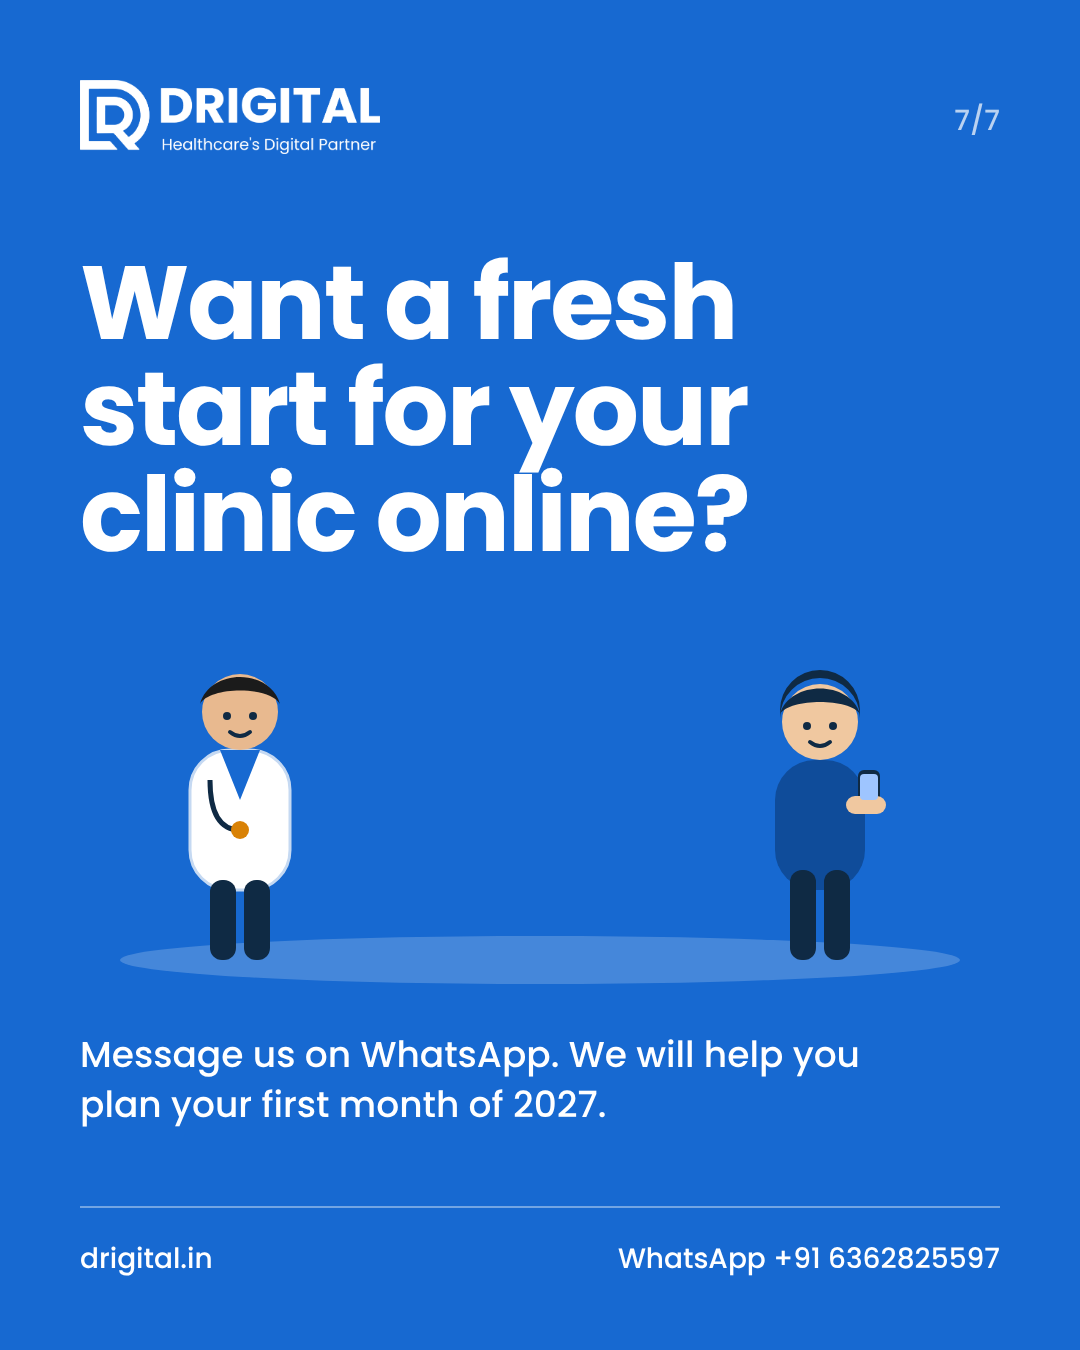 DRIGITAL
Healthcare's Digital Partner
7/7
Want a fresh
start for your
clinic online?
Message us on WhatsApp. We will help you
plan your first month of 2027.
drigital.in
WhatsApp +91 6362825597